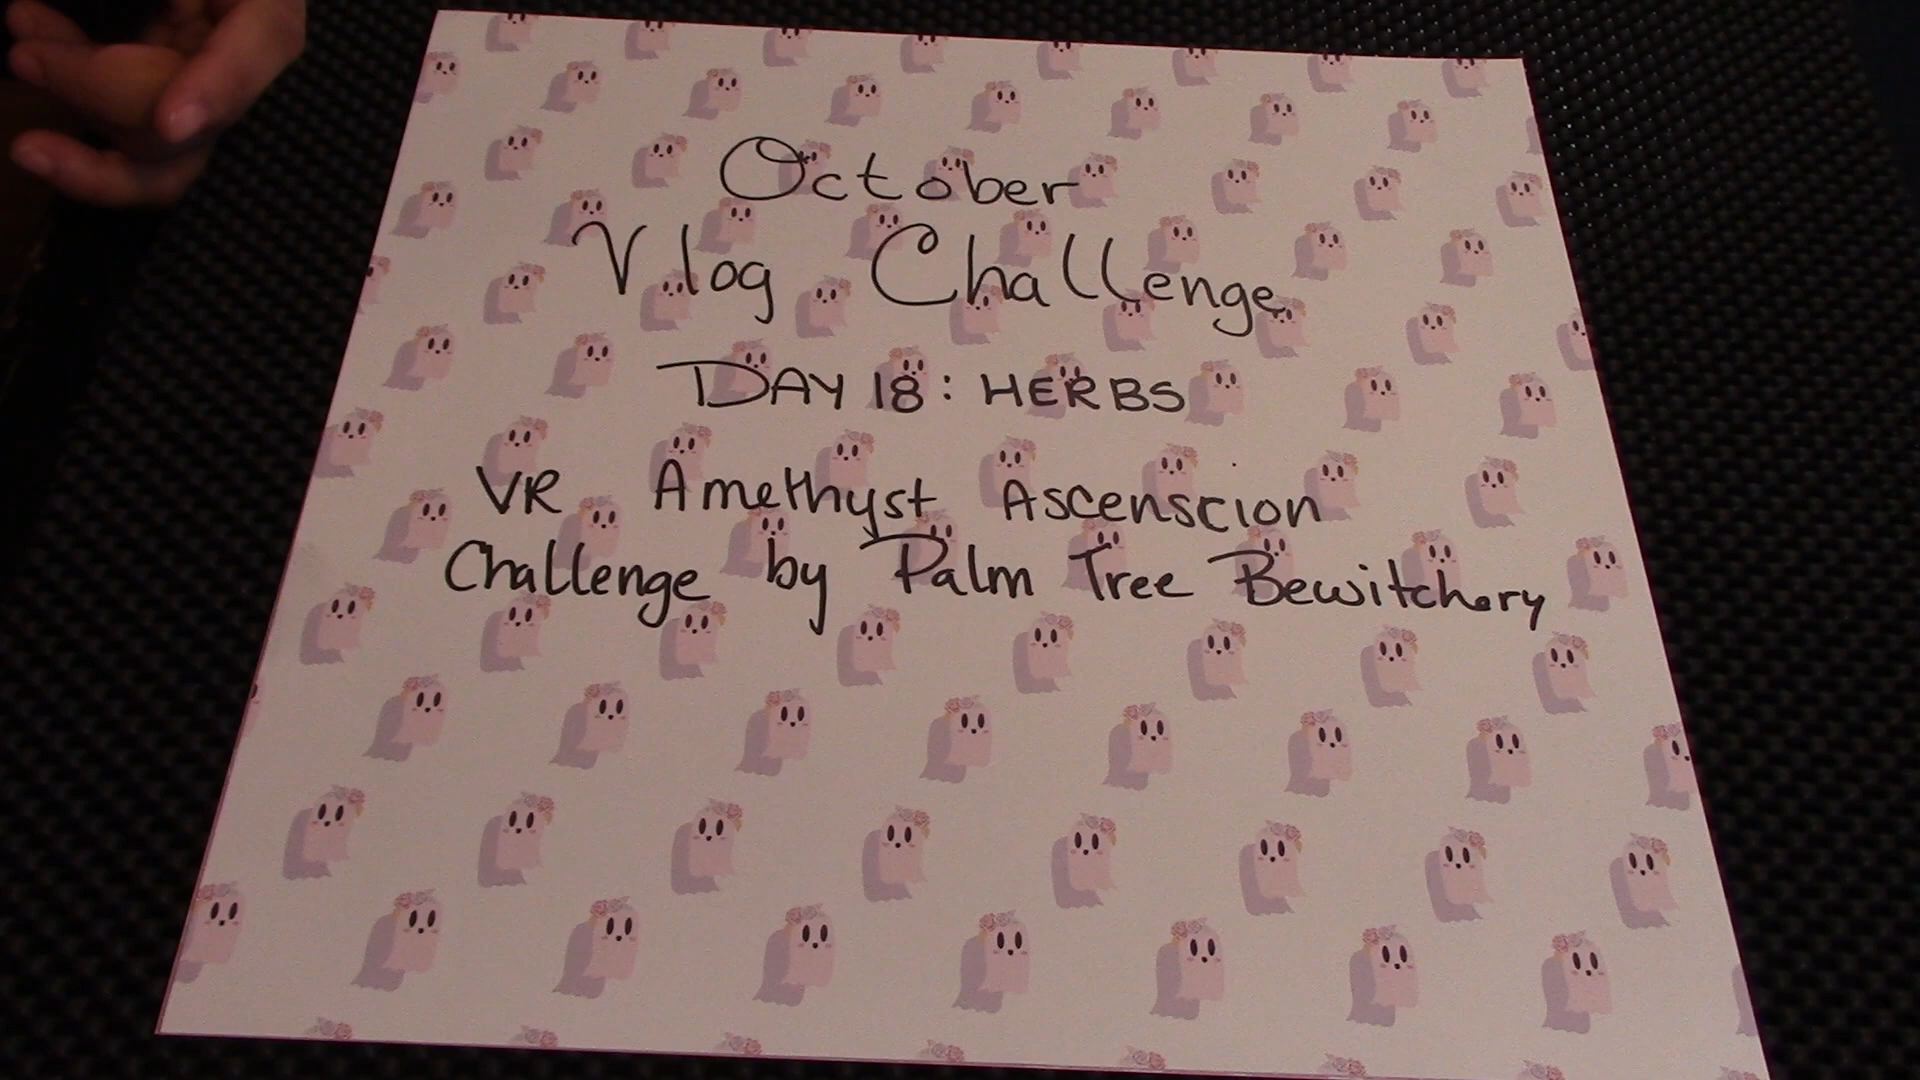 October
Vlog Challenge
DAY 18: HERBS
VR Amethyst Ascenscion
Challenge by Palm Tree Bewitchery